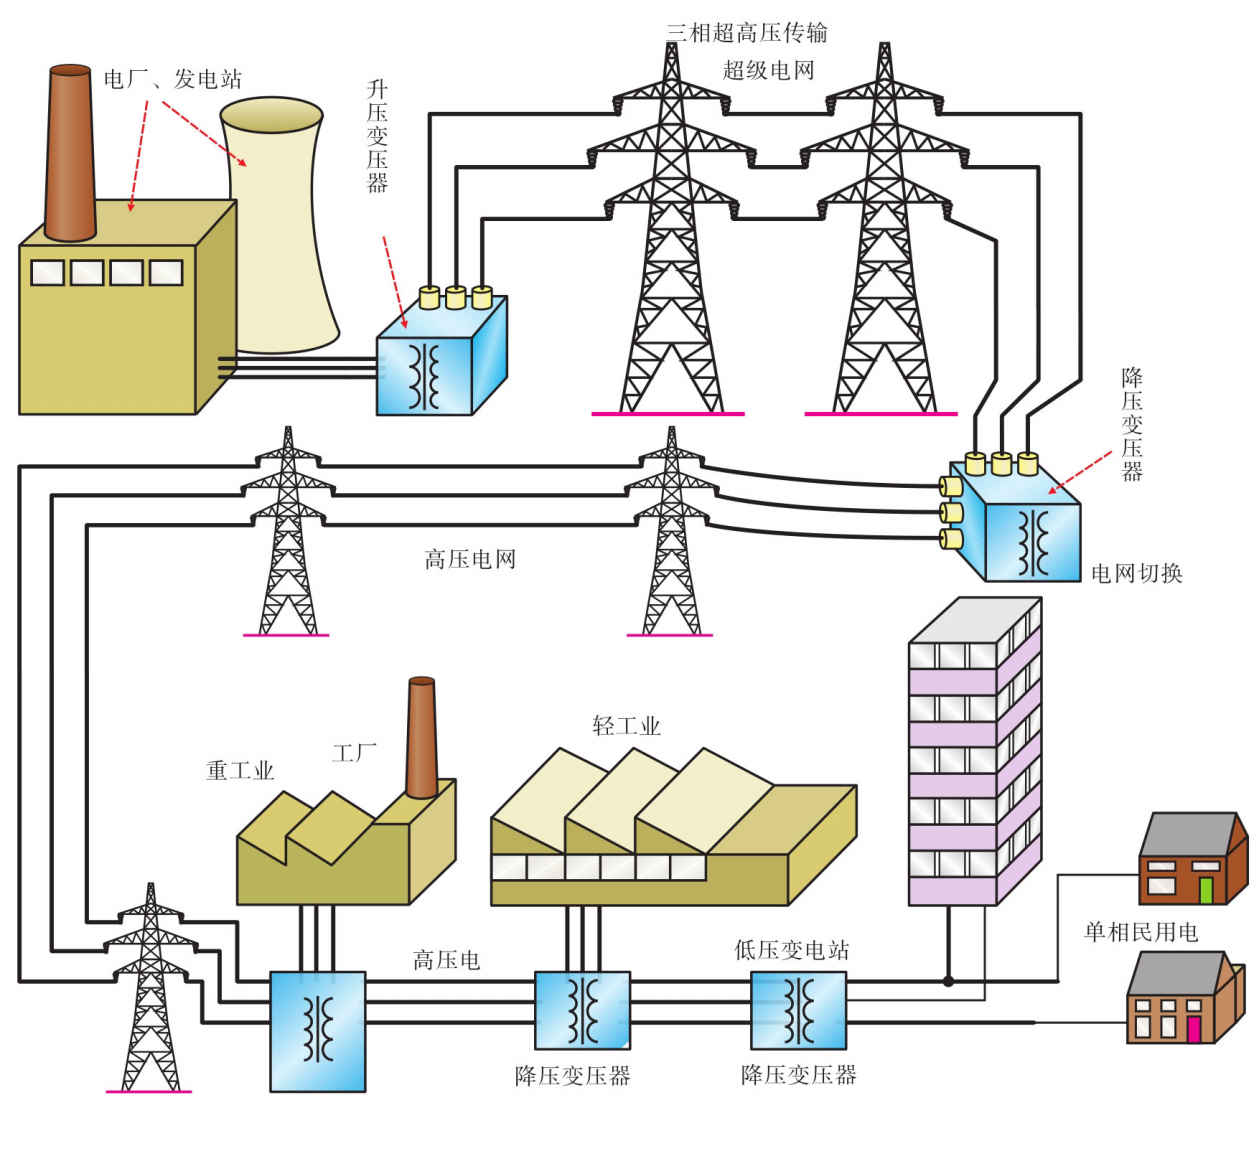 三相超高压传输
超级电网
电厂、发电站
升压变压器
降压变压器
高压电网
电网切换
轻工业
工厂
重工业
单相民用电
低压变电站
高压电
降压变压器
降压变压器